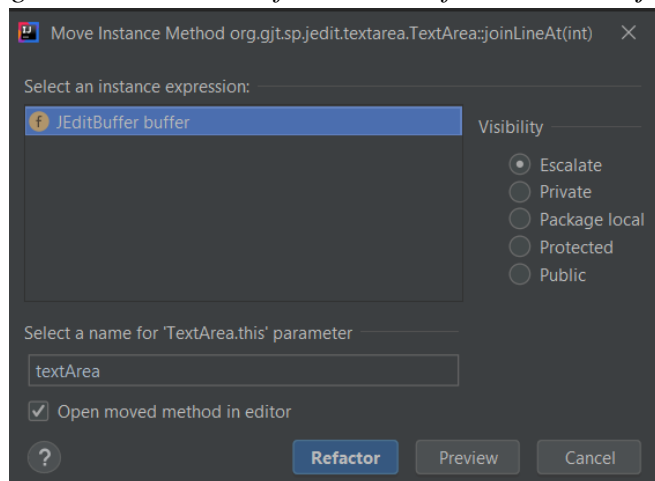 Move Instance Method org.gjt.sp.jedit.textarea.TextArea::joinLineAt(int)
Select an instance expression:
f JEditBuffer buffer
Visibility
Escalate
Private
Package local
Protected
Public
Select a name for 'TextArea.this' parameter
textArea
Open moved method in editor
?
Refactor
Preview
Cancel